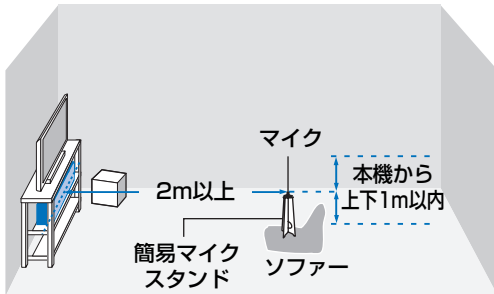 マイク
本機から
上下1m以内
2m以上
簡易マイク
スタンド
ソファー